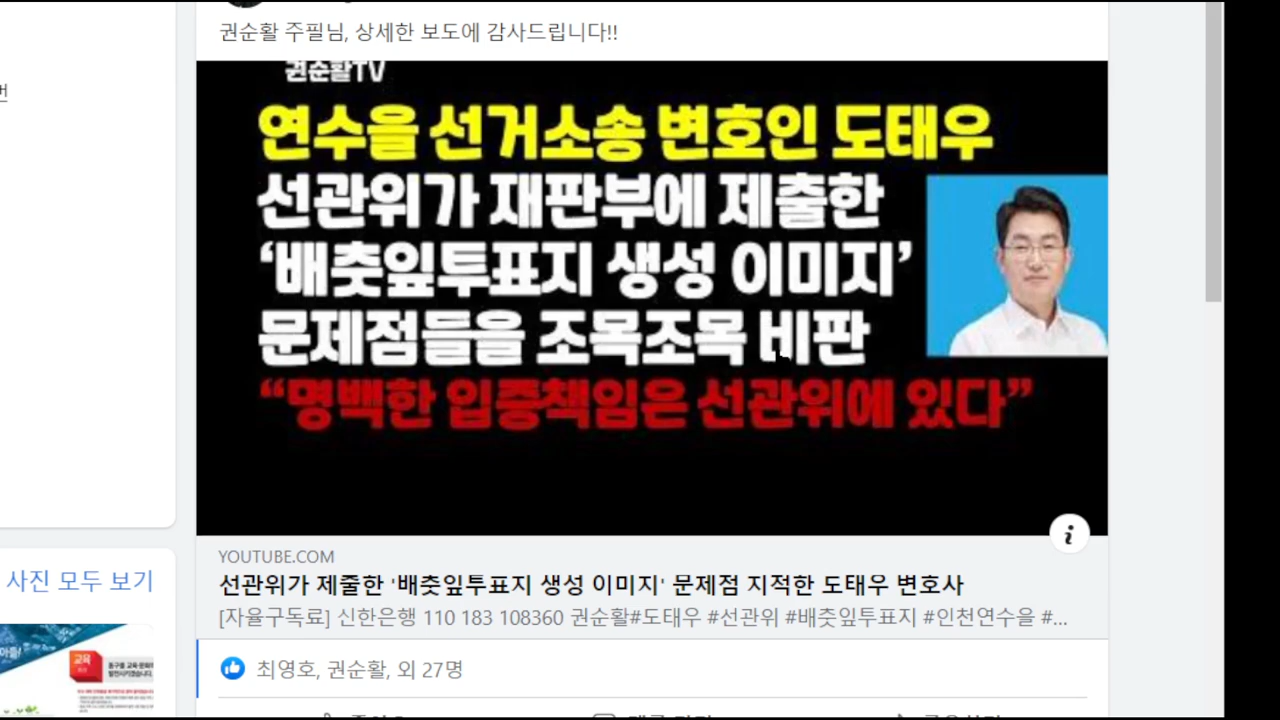 권순활 주필님, 상세한 보도에 감사드립니다!!
권순활TV
연수을 선거소송 변호인 도태우
선관위가 재판부에 제출한
‘배춧잎투표지 생성 이미지’
문제점들을 조목조목 비판
“명백한 입증책임은 선관위에 있다”
YOUTUBE.COM
선관위가 제출한 '배춧잎투표지 생성 이미지' 문제점 지적한 도태우 변호사
[자율구독료] 신한은행 110 183 108360 권순활#도태우 #선관위 #배춧잎투표지 #인천연수을 #...
최영호, 권순활, 외 27명
사진 모두 보기
교육